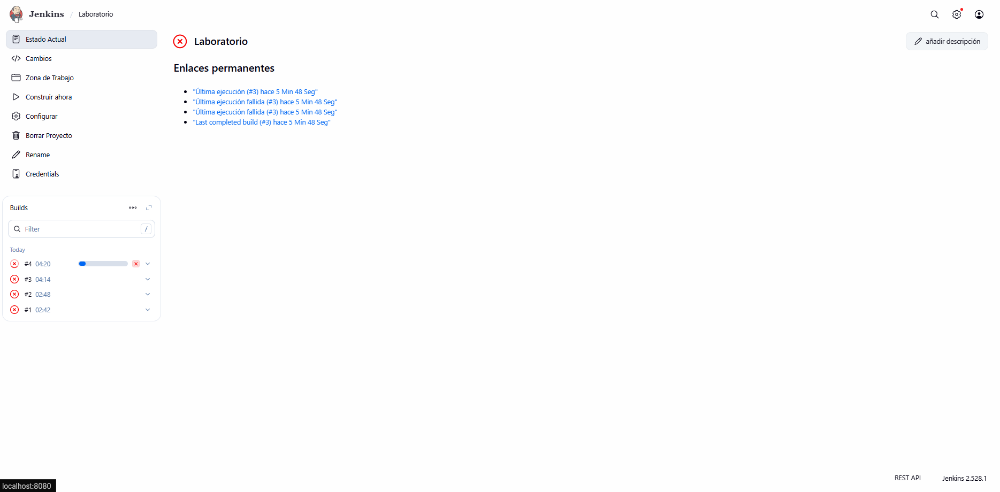 Jenkins / Laboratorio
Estado Actual
Cambios
Zona de Trabajo
Construir ahora
Configurar
Borrar Proyecto
Rename
Credentials
Builds
Filter /
Today
#4 04:20
#3 04:14
#2 02:48
#1 02:42
Laboratorio
añadir descripción
Enlaces permanentes
"Última ejecución (#3) hace 5 Min 48 Seg"
"Última ejecución fallida (#3) hace 5 Min 48 Seg"
"Última ejecución fallida (#3) hace 5 Min 48 Seg"
"Last completed build (#3) hace 5 Min 48 Seg"
REST API
Jenkins 2.528.1
localhost:8080